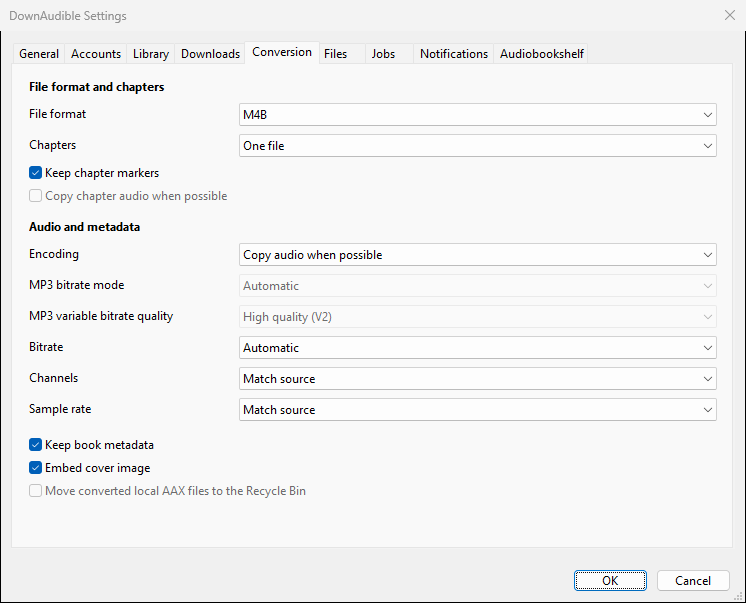 DownAudible Settings
General Accounts Library Downloads Conversion Files Jobs Notifications Audiobookshelf
File format and chapters
File format M4B
Chapters One file
Keep chapter markers
Copy chapter audio when possible
Audio and metadata
Encoding Copy audio when possible
MP3 bitrate mode Automatic
MP3 variable bitrate quality High quality (V2)
Bitrate Automatic
Channels Match source
Sample rate Match source
Keep book metadata
Embed cover image
Move converted local AAX files to the Recycle Bin
OK Cancel